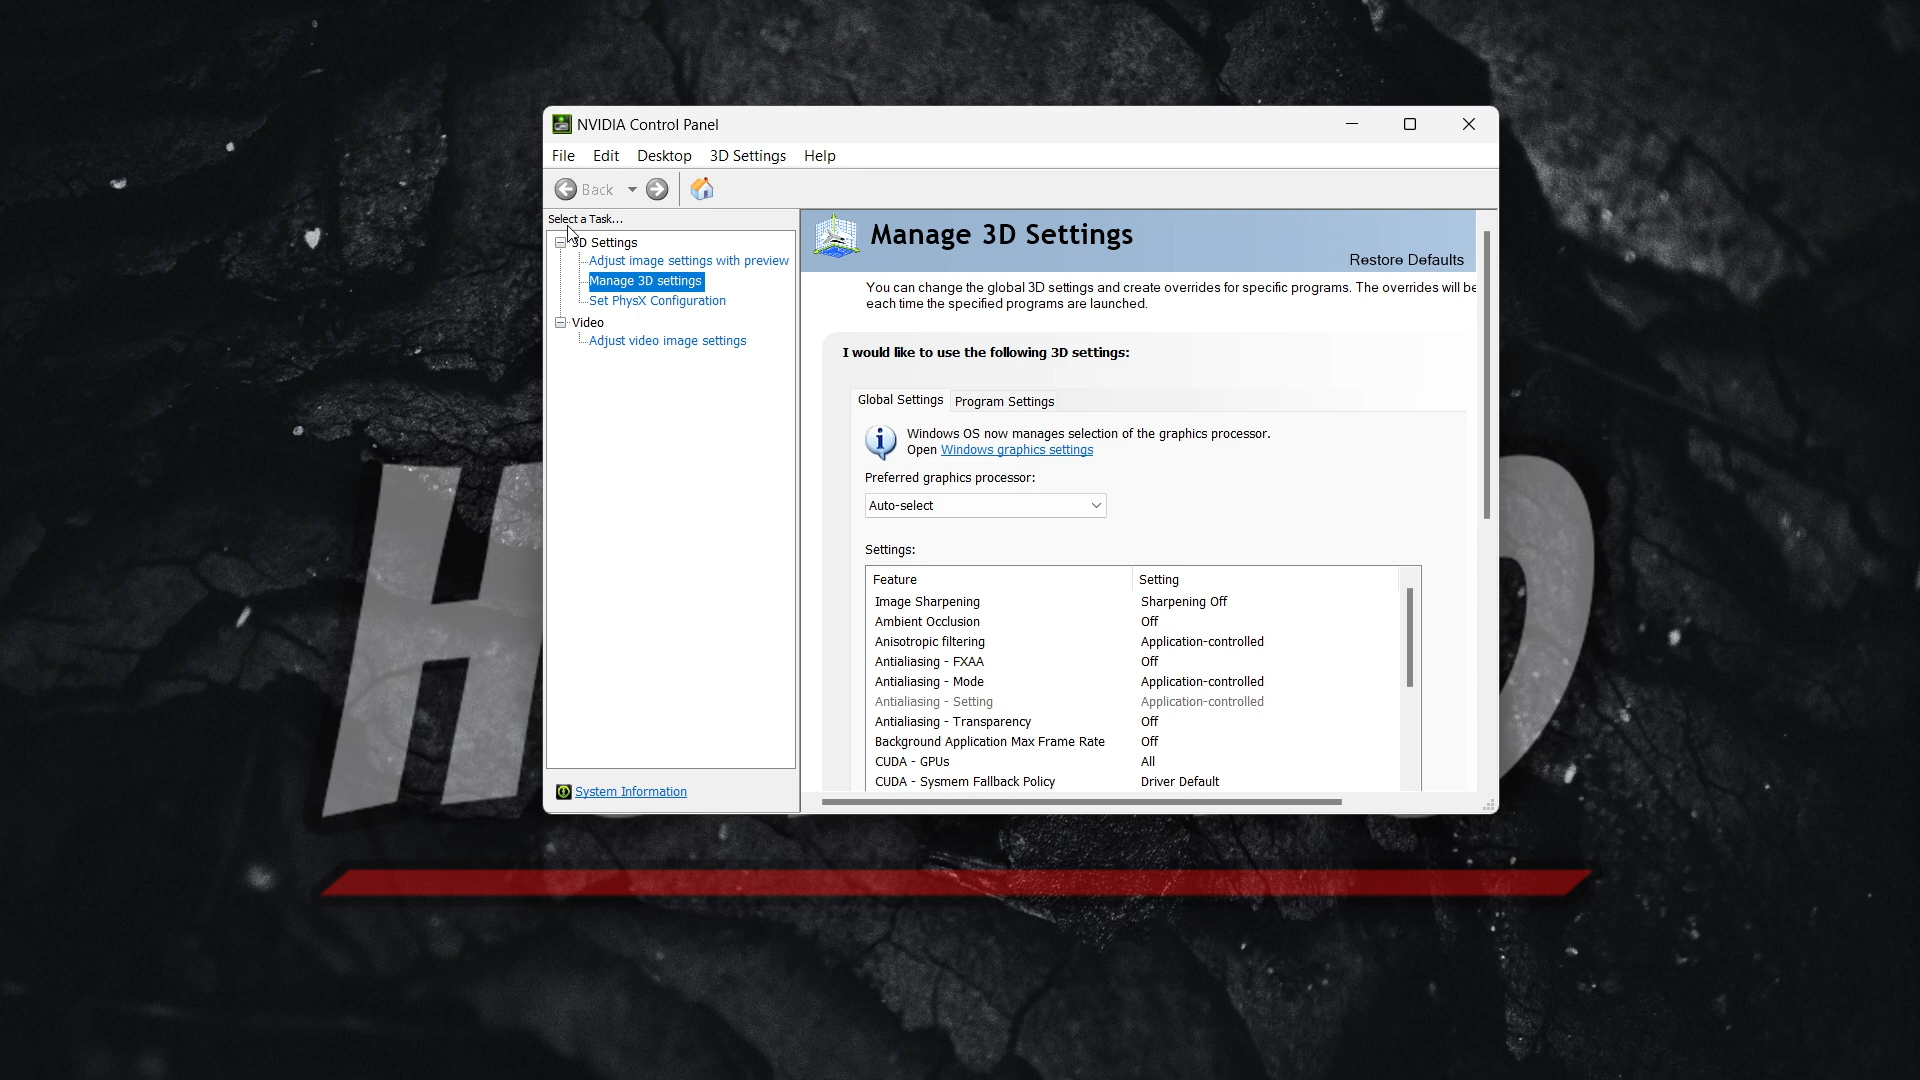 NVIDIA Control Panel
File Edit Desktop 3D Settings Help
Back
Select a Task...
3D Settings
Adjust image settings with preview
Manage 3D settings
Set PhysX Configuration
Video
Adjust video image settings
System Information
Manage 3D Settings
Restore Defaults
You can change the global 3D settings and create overrides for specific programs. The overrides will be
each time the specified programs are launched.
I would like to use the following 3D settings:
Global Settings Program Settings
Windows OS now manages selection of the graphics processor.
Open Windows graphics settings
Preferred graphics processor:
Auto-select
Settings:
Feature Setting
Image Sharpening Sharpening Off
Ambient Occlusion Off
Anisotropic filtering Application-controlled
Antialiasing - FXAA Off
Antialiasing - Mode Application-controlled
Antialiasing - Setting Application-controlled
Antialiasing - Transparency Off
Background Application Max Frame Rate Off
CUDA - GPUs All
CUDA - Sysmem Fallback Policy Driver Default